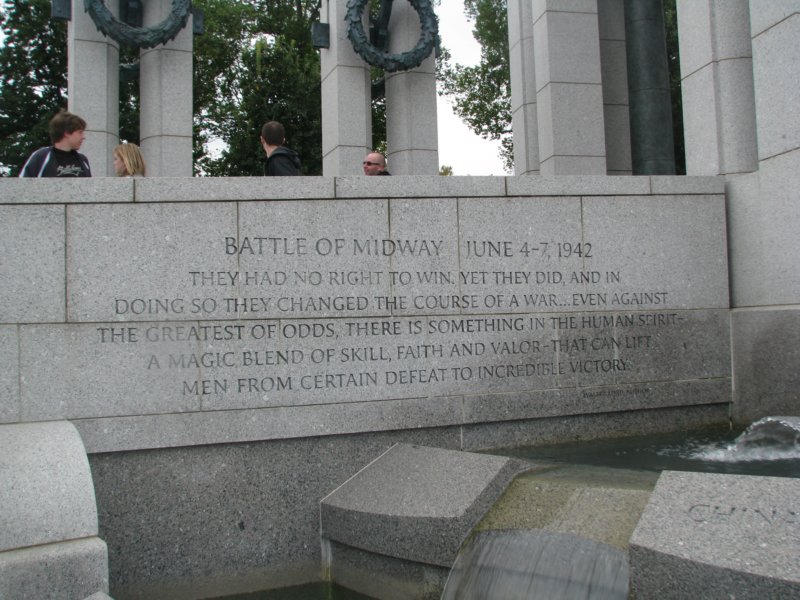 BATTLE OF MIDWAY JUNE 4-7, 1942
THEY HAD NO RIGHT TO WIN. YET THEY DID, AND IN
DOING SO THEY CHANGED THE COURSE OF A WAR...EVEN AGAINST
THE GREATEST OF ODDS, THERE IS SOMETHING IN THE HUMAN SPIRIT-
A MAGIC BLEND OF SKILL, FAITH AND VALOR-THAT CAN LIFT
MEN FROM CERTAIN DEFEAT TO INCREDIBLE VICTORY.